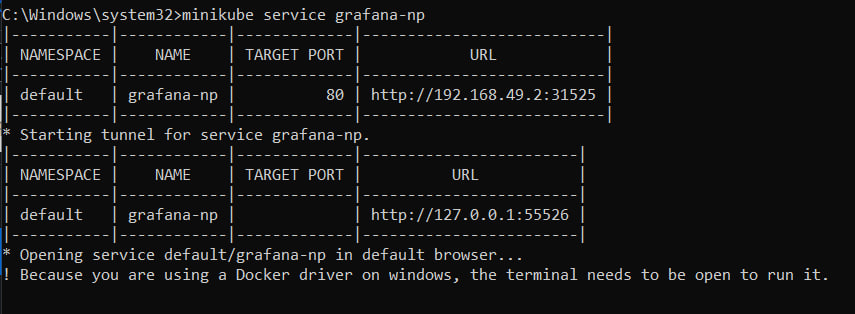 C:\Windows\system32>minikube service grafana-np
|-----------|------------|-------------|---------------------------|
| NAMESPACE |    NAME    | TARGET PORT |            URL            |
|-----------|------------|-------------|---------------------------|
| default   | grafana-np |          80 | http://192.168.49.2:31525 |
|-----------|------------|-------------|---------------------------|
* Starting tunnel for service grafana-np.
|-----------|------------|-------------|------------------------|
| NAMESPACE |    NAME    | TARGET PORT |          URL           |
|-----------|------------|-------------|------------------------|
| default   | grafana-np |             | http://127.0.0.1:55526 |
|-----------|------------|-------------|------------------------|
* Opening service default/grafana-np in default browser...
! Because you are using a Docker driver on windows, the terminal needs to be open to run it.